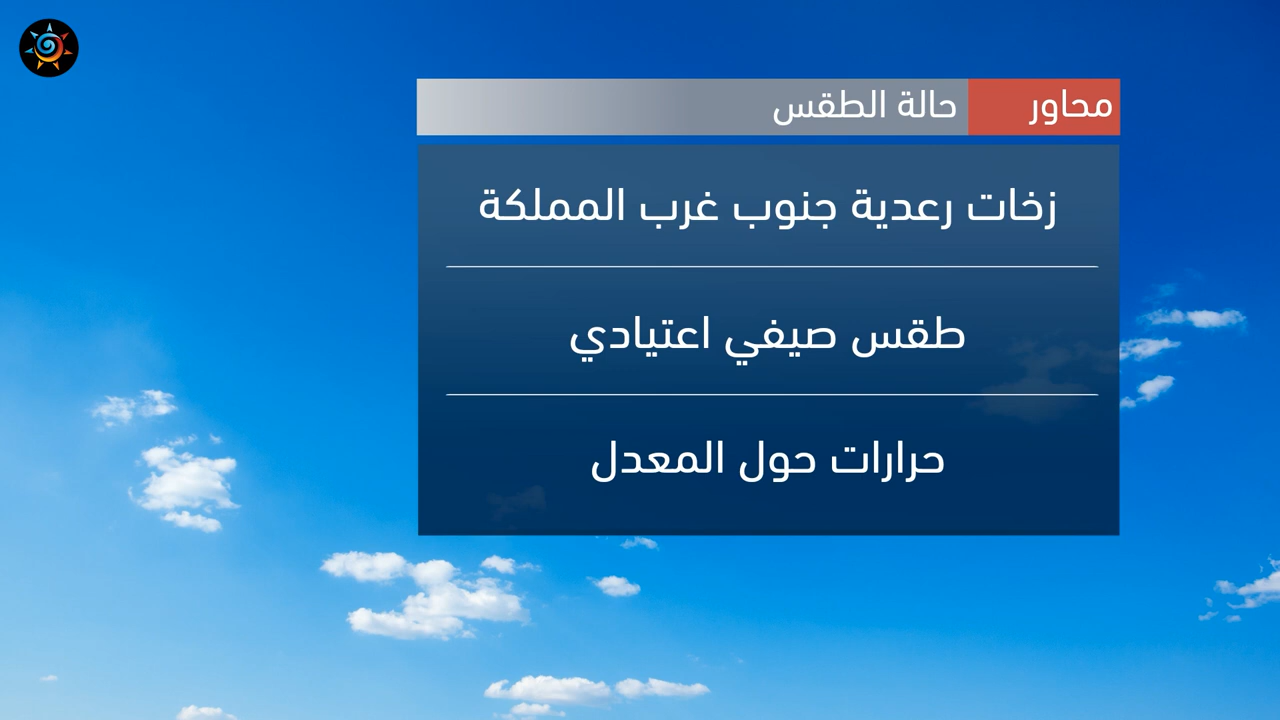 محاور حالة الطقس
زخات رعدية جنوب غرب المملكة
طقس صيفي اعتيادي
حرارات حول المعدل